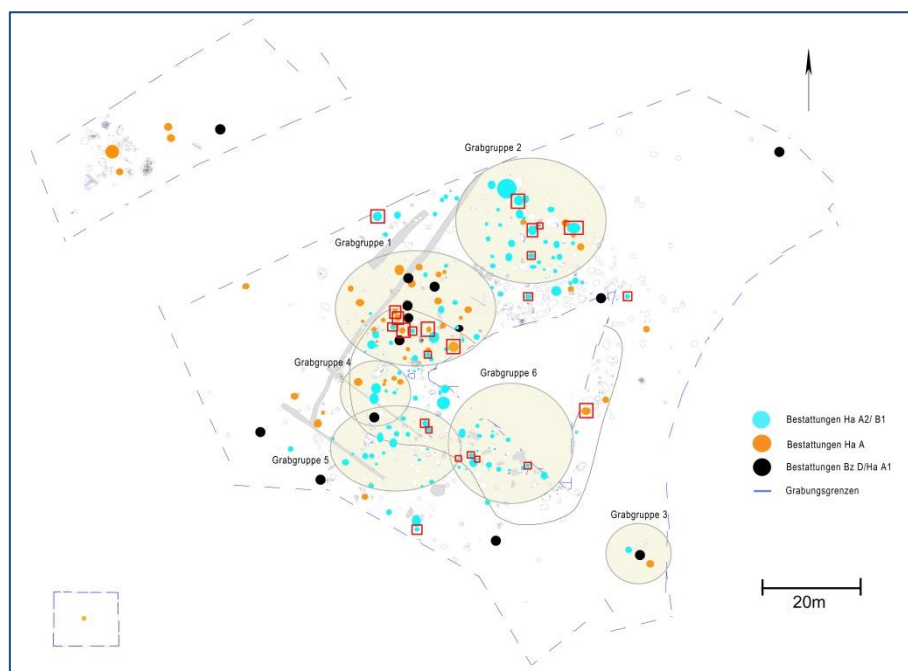 Grabgruppe 2
Grabgruppe 1
Grabgruppe 4
Grabgruppe 6
Grabgruppe 5
Grabgruppe 3
Bestattungen Ha A2/ B1
Bestattungen Ha A
Bestattungen Bz D/Ha A1
Grabungsgrenzen
20m